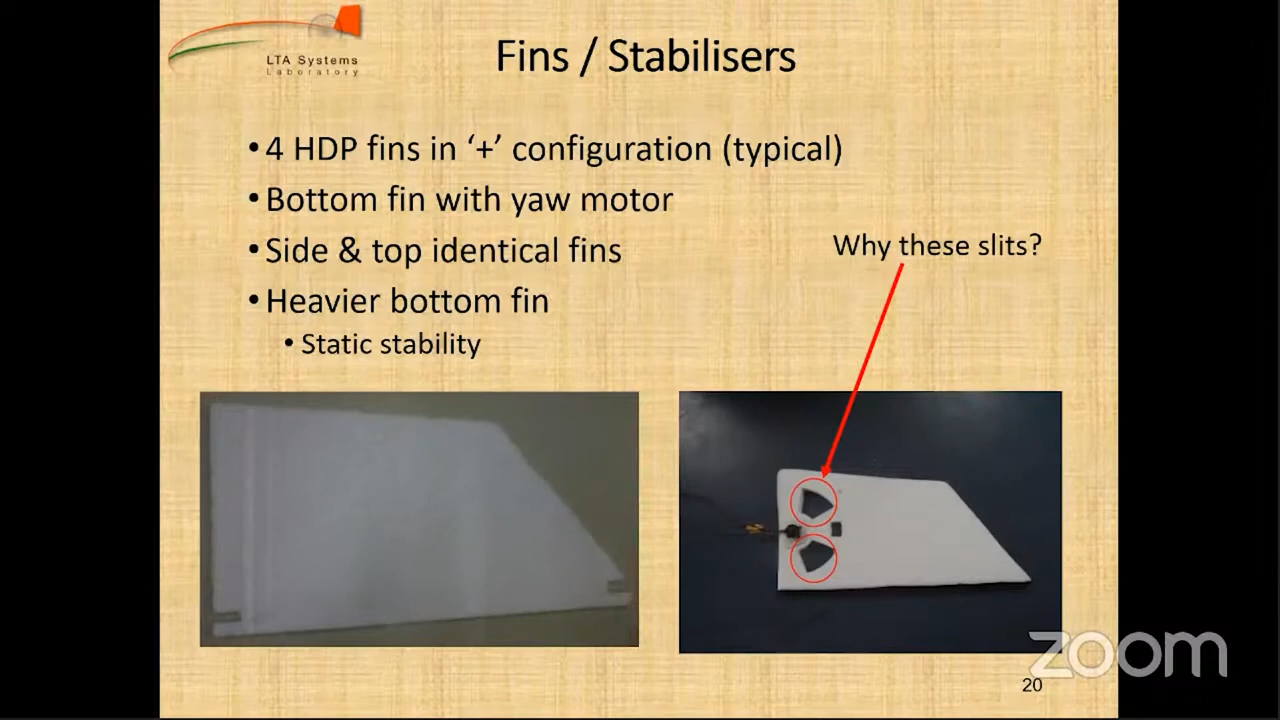 LTA Systems
Laboratory
Fins / Stabilisers
• 4 HDP fins in ‘+’ configuration (typical)
• Bottom fin with yaw motor
• Side & top identical fins
• Heavier bottom fin
• Static stability
Why these slits?
zoom
20